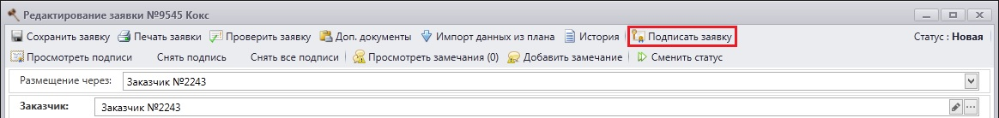 Редактирование заявки №9545 Кокс
Сохранить заявку Печать заявки Проверить заявку Доп. документы Импорт данных из плана История Подписать заявку Статус : Новая
Просмотреть подписи Снять подпись Снять все подписи Просмотреть замечания (0) Добавить замечание Сменить статус
Размещение через: Заказчик №2243
Заказчик: Заказчик №2243